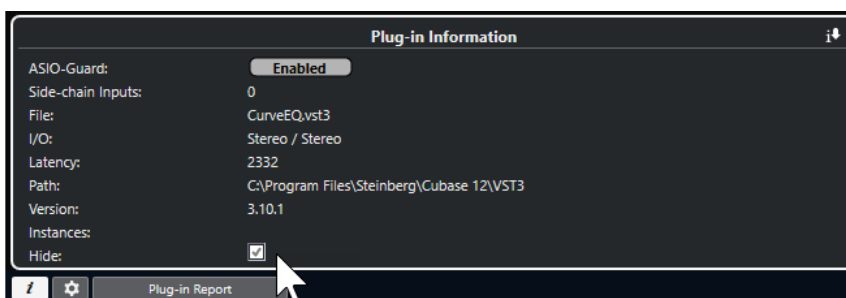 Plug-in Information
ASIO-Guard: Enabled
Side-chain Inputs: 0
File: CurveEQ.vst3
I/O: Stereo / Stereo
Latency: 2332
Path: C:\Program Files\Steinberg\Cubase 12\VST3
Version: 3.10.1
Instances:
Hide:
i Plug-in Report